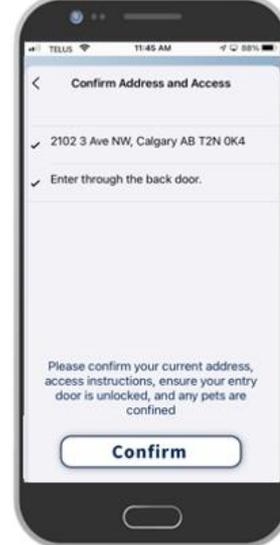 TELUS 11:45 AM 88%
Confirm Address and Access
2102 3 Ave NW, Calgary AB T2N 0K4
Enter through the back door.
Please confirm your current address,
access instructions, ensure your entry
door is unlocked, and any pets are
confined
Confirm